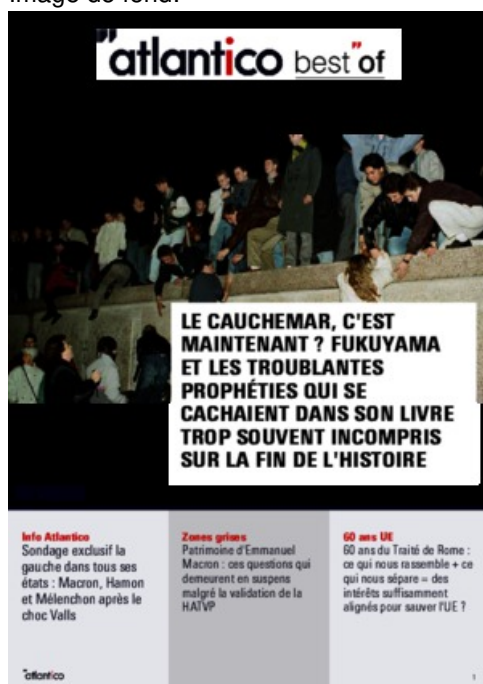 image de fond.
"atlantico best"of
LE CAUCHEMAR, C'EST
MAINTENANT ? FUKUYAMA
ET LES TROUBLANTES
PROPHÉTIES QUI SE
CACHAIENT DANS SON LIVRE
TROP SOUVENT INCOMPRIS
SUR LA FIN DE L'HISTOIRE
Info Atlantico
Sondage exclusif la
gauche dans tous ses
états : Macron, Hamon
et Mélenchon après le
choc Valls
Zones grises
Patrimoine d'Emmanuel
Macron : ces questions qui
demeurent en suspens
malgré la validation de la
HATVP
60 ans UE
60 ans du Traité de Rome :
ce qui nous rassemble + ce
qui nous sépare = des
intérêts suffisamment
alignés pour sauver l'UE ?
"atlantico
1